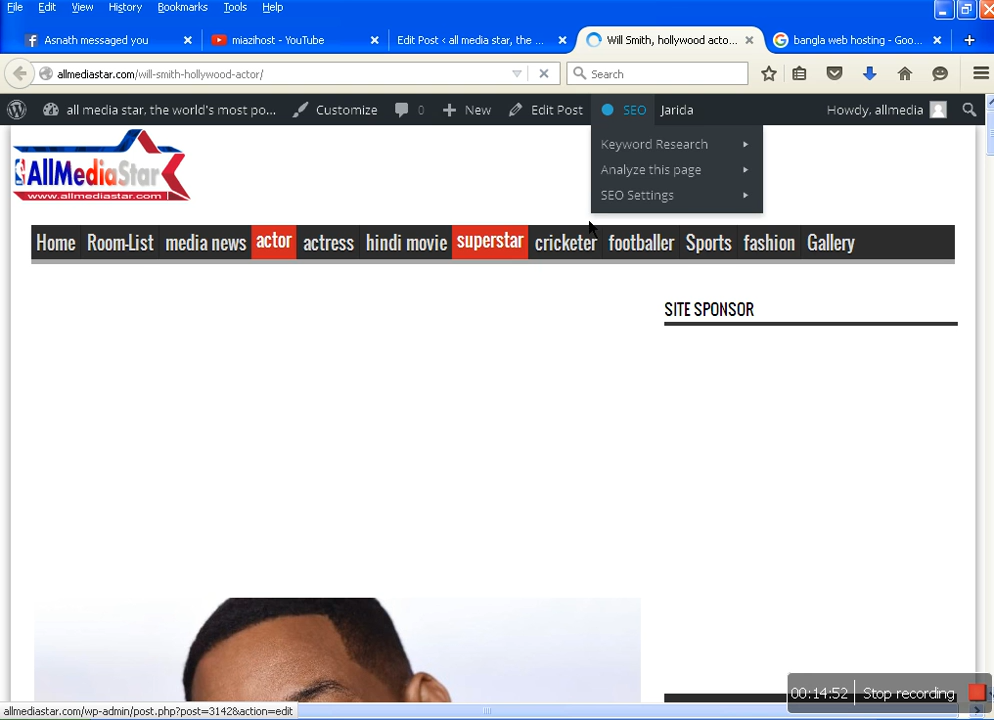 File Edit View History Bookmarks Tools Help
Asnath messaged you
miazihost - YouTube
Edit Post ‹ all media star, the ...
Will Smith, hollywood acto...
bangla web hosting - Goo...
allmediastar.com/will-smith-hollywood-actor/
Search
all media star, the world's most po...
Customize
0
New
Edit Post
SEO
Jarida
Howdy, allmedia
Keyword Research
Analyze this page
SEO Settings
AllMediaStar
www.allmediastar.com
Home Room-List media news actor actress hindi movie superstar cricketer footballer Sports fashion Gallery
SITE SPONSOR
00:14:52 Stop recording
allmediastar.com/wp-admin/post.php?post=3142&action=edit